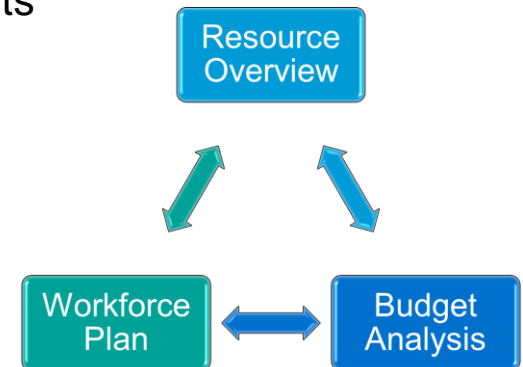 ts
Resource
Overview
Workforce
Plan
Budget
Analysis